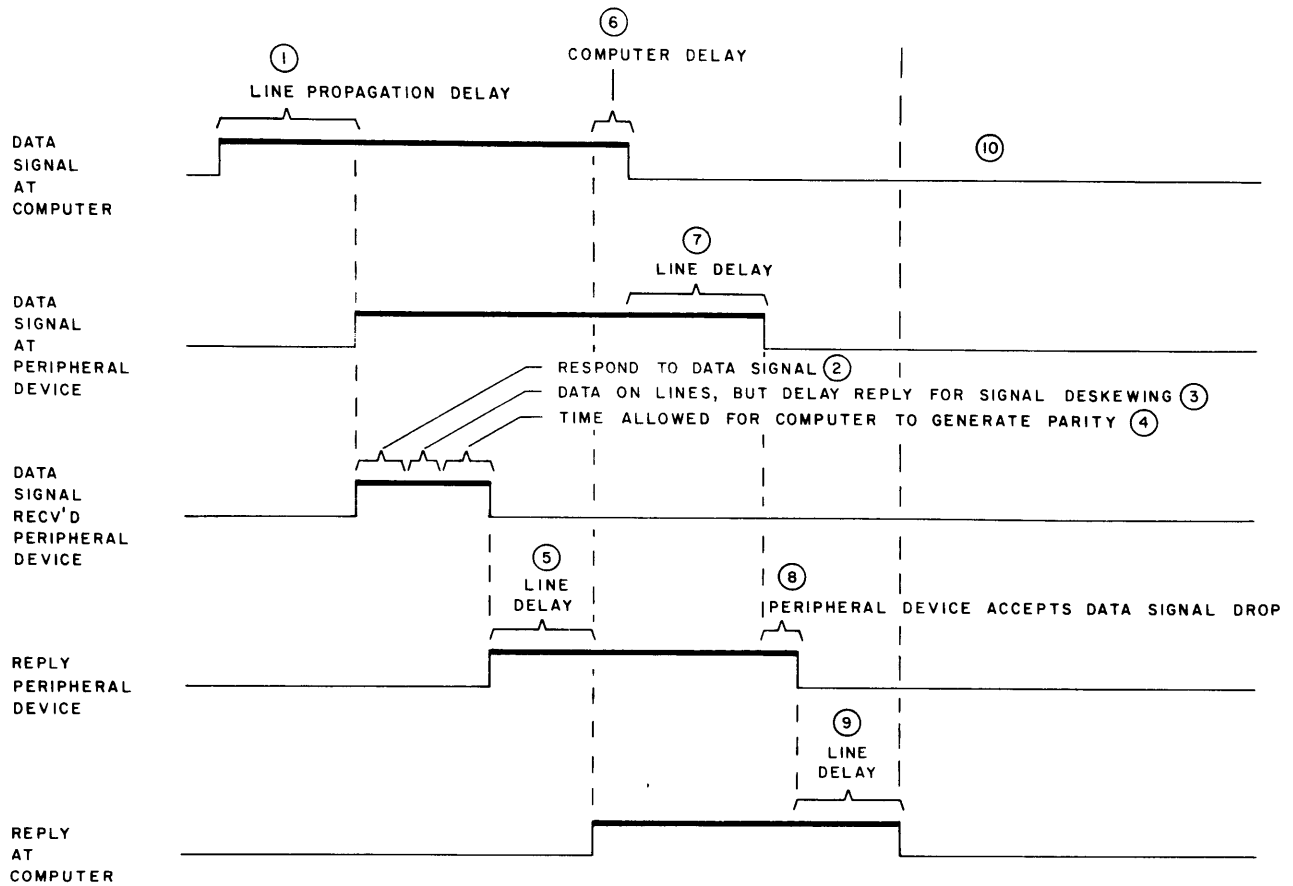 6
COMPUTER DELAY
1
LINE PROPAGATION DELAY
DATA
SIGNAL
AT
COMPUTER
10
7
LINE DELAY
DATA
SIGNAL
AT
PERIPHERAL
DEVICE
RESPOND TO DATA SIGNAL 2
DATA ON LINES, BUT DELAY REPLY FOR SIGNAL DESKEWING 3
TIME ALLOWED FOR COMPUTER TO GENERATE PARITY 4
DATA
SIGNAL
RECV'D
PERIPHERAL
DEVICE
5
LINE
DELAY
8
PERIPHERAL DEVICE ACCEPTS DATA SIGNAL DROP
REPLY
PERIPHERAL
DEVICE
9
LINE
DELAY
REPLY
AT
COMPUTER